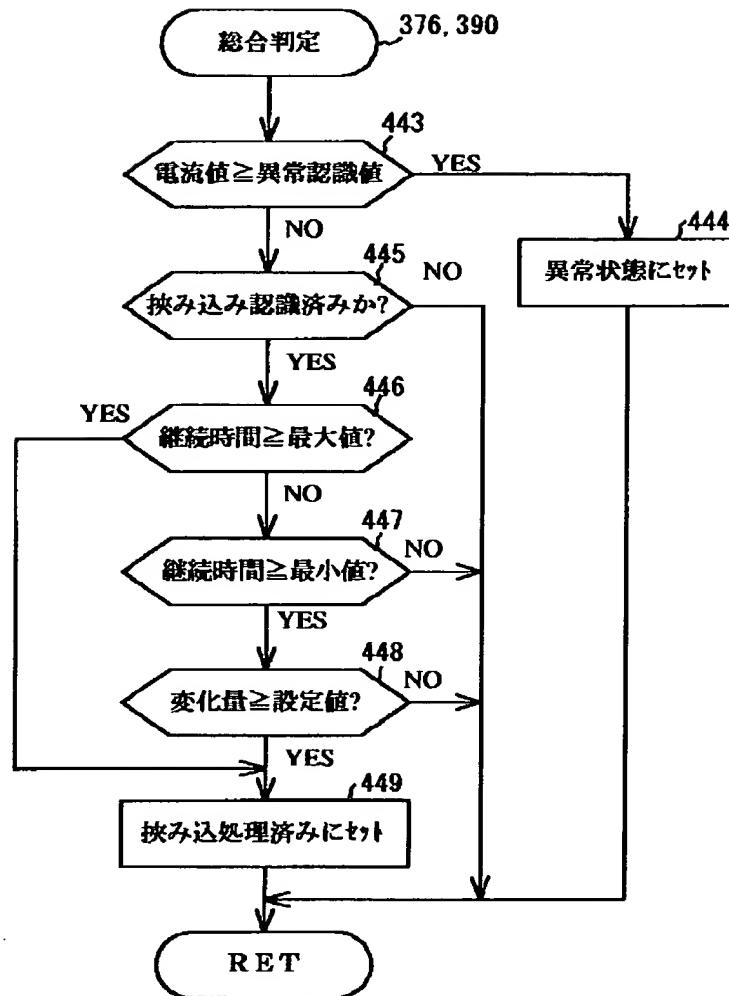 総合判定
376, 390
443
電流値≧異常認識値
YES
NO
444
異常状態にセット
445
挟み込み認識済みか?
NO
YES
446
YES
継続時間≧最大値?
NO
447
継続時間≧最小値?
NO
YES
448
変化量≧設定値?
NO
YES
449
挟み込処理済みにセット
RET